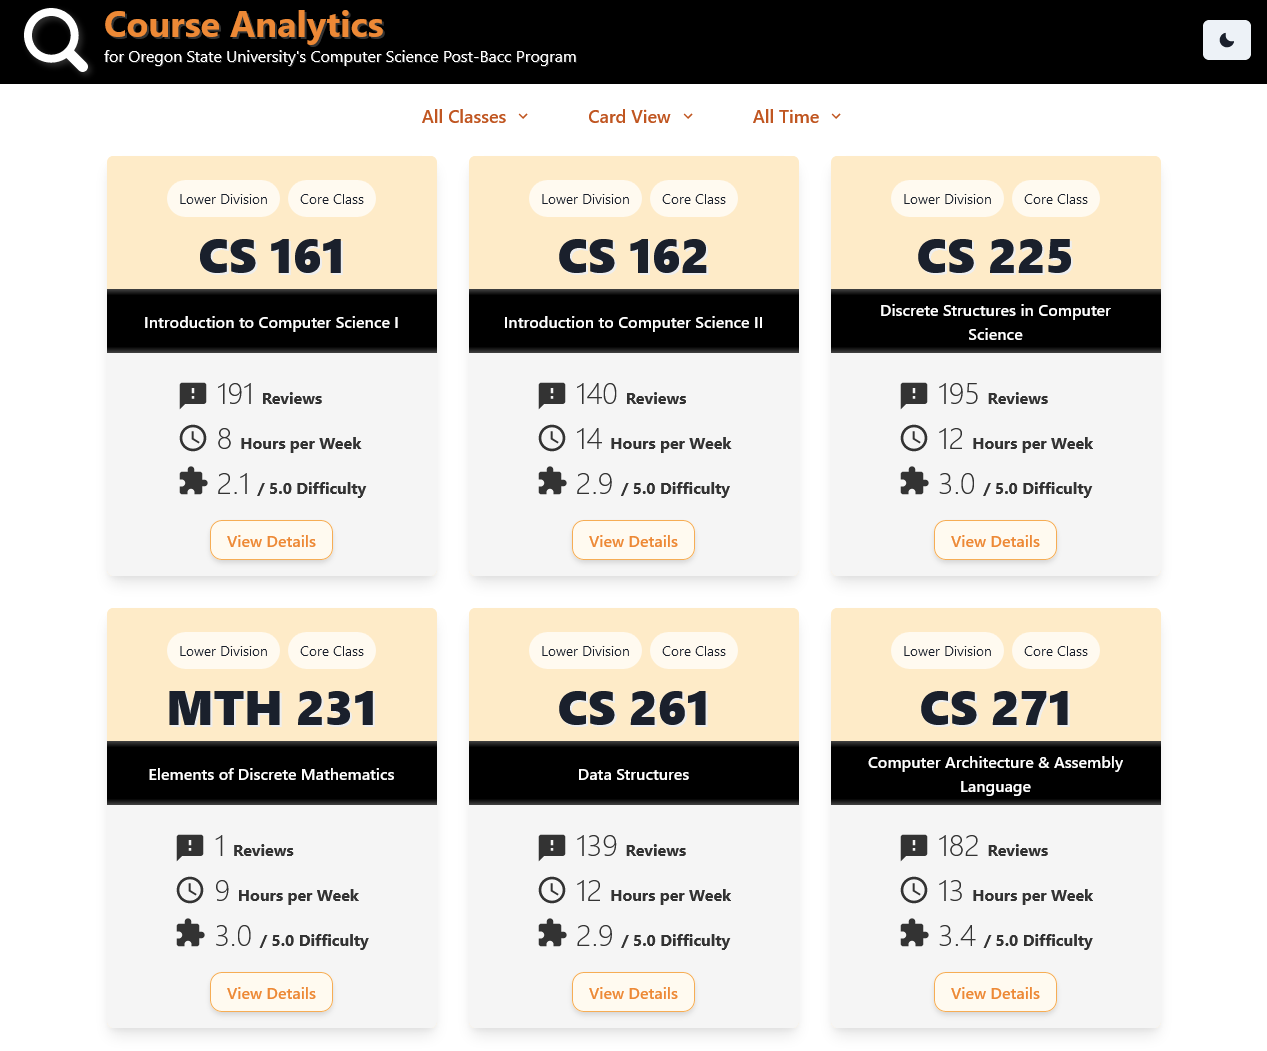 Course Analytics
for Oregon State University's Computer Science Post-Bacc Program
All Classes Card View All Time
Lower Division Core Class
CS 161
Introduction to Computer Science I
191 Reviews
8 Hours per Week
2.1 / 5.0 Difficulty
View Details
Lower Division Core Class
CS 162
Introduction to Computer Science II
140 Reviews
14 Hours per Week
2.9 / 5.0 Difficulty
View Details
Lower Division Core Class
CS 225
Discrete Structures in Computer
Science
195 Reviews
12 Hours per Week
3.0 / 5.0 Difficulty
View Details
Lower Division Core Class
MTH 231
Elements of Discrete Mathematics
1 Reviews
9 Hours per Week
3.0 / 5.0 Difficulty
View Details
Lower Division Core Class
CS 261
Data Structures
139 Reviews
12 Hours per Week
2.9 / 5.0 Difficulty
View Details
Lower Division Core Class
CS 271
Computer Architecture & Assembly
Language
182 Reviews
13 Hours per Week
3.4 / 5.0 Difficulty
View Details